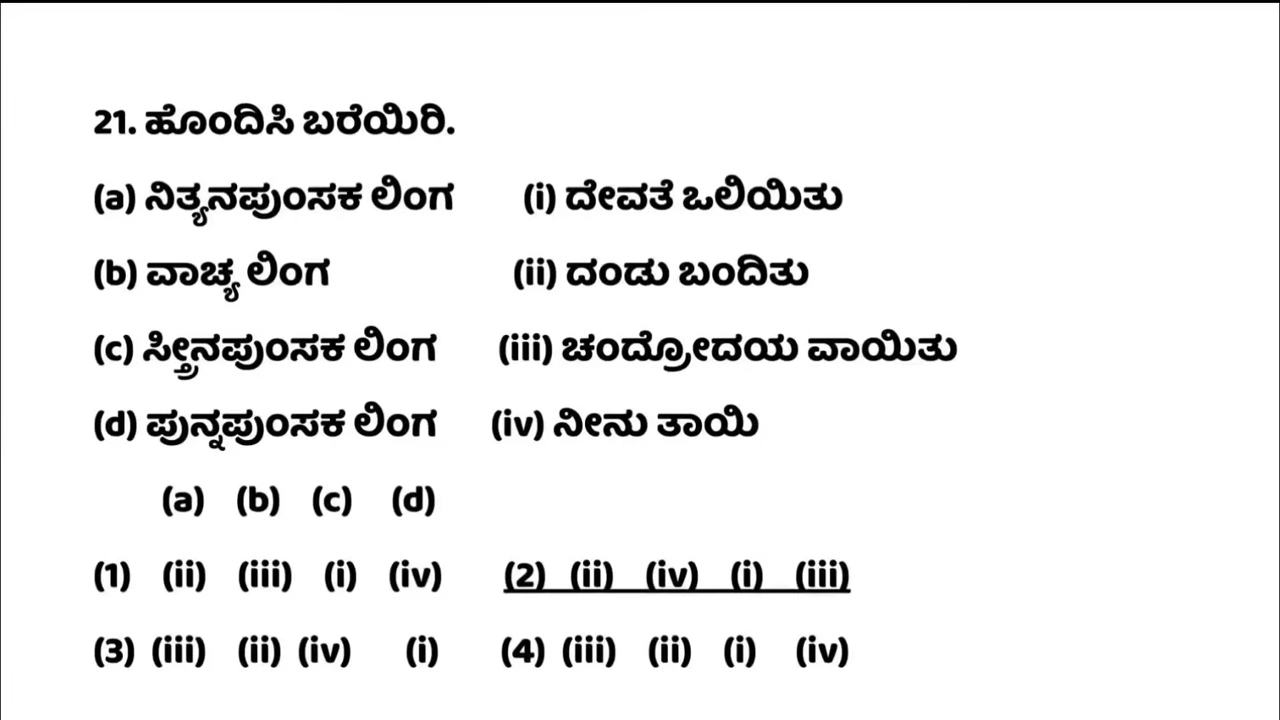 21. ಹೊಂದಿಸಿ ಬರೆಯಿರಿ.
(a) ನಿತ್ಯನಪುಂಸಕ ಲಿಂಗ (i) ದೇವತೆ ಒಲಿಯಿತು
(b) ವಾಚ್ಯ ಲಿಂಗ (ii) ದಂಡು ಬಂದಿತು
(c) ಸ್ತ್ರೀನಪುಂಸಕ ಲಿಂಗ (iii) ಚಂದ್ರೋದಯ ವಾಯಿತು
(d) ಪುನ್ನಪುಂಸಕ ಲಿಂಗ (iv) ನೀನು ತಾಯಿ
(a) (b) (c) (d)
(1) (ii) (iii) (i) (iv) (2) (ii) (iv) (i) (iii)
(3) (iii) (ii) (iv) (i) (4) (iii) (ii) (i) (iv)